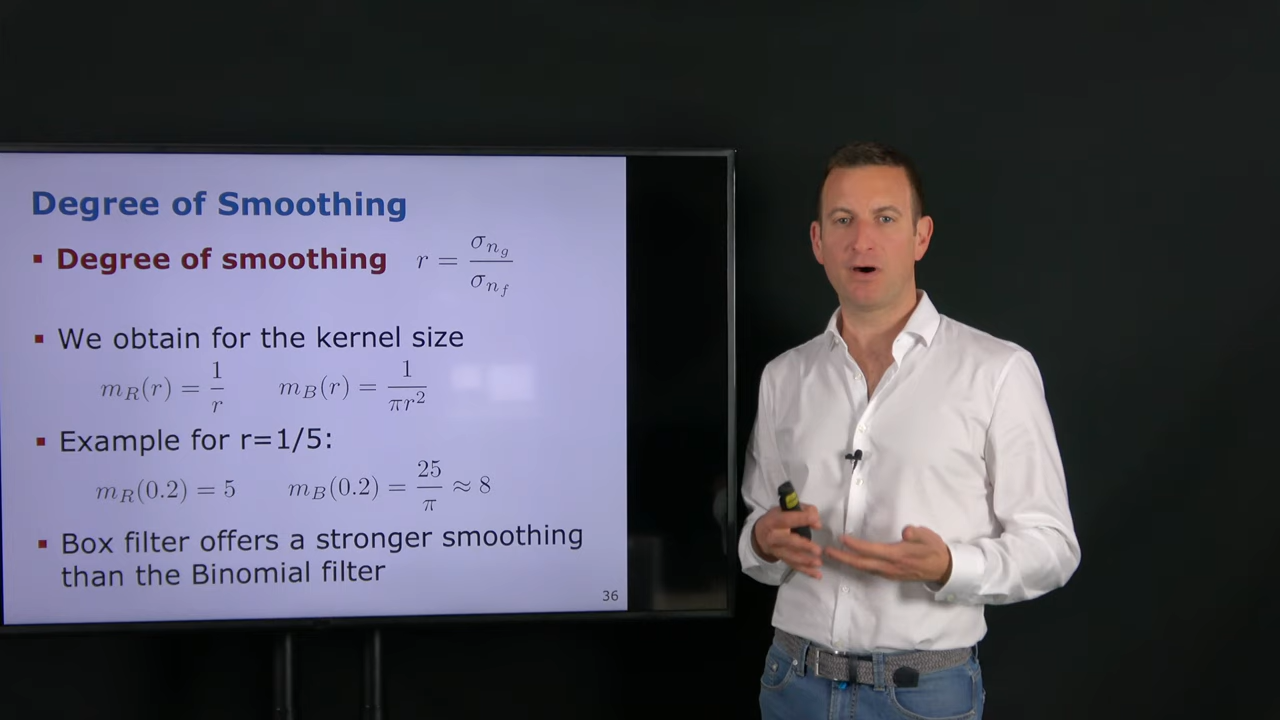 Degree of Smoothing
▪ Degree of smoothing r = σ_{n_g} / σ_{n_f}
▪ We obtain for the kernel size
m_R(r) = 1/r m_B(r) = 1/(πr²)
▪ Example for r=1/5:
m_R(0.2) = 5 m_B(0.2) = 25/π ≈ 8
▪ Box filter offers a stronger smoothing
than the Binomial filter
36